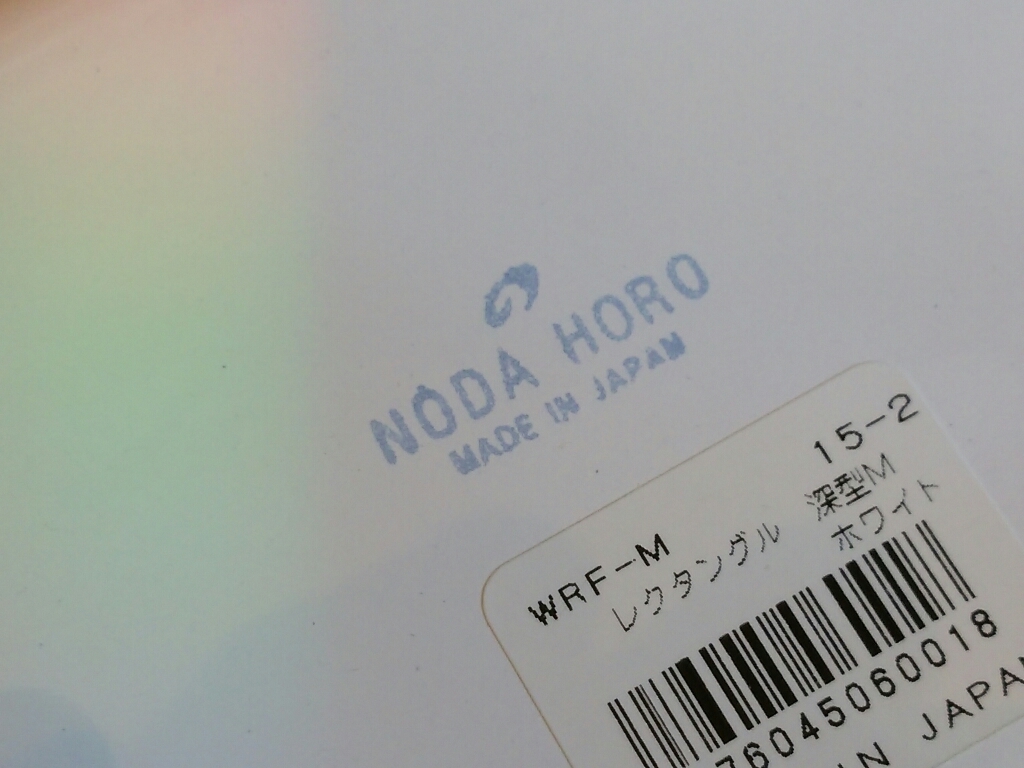 NODA HORO
MADE IN JAPAN
15-2
WRF-M 深型M
レクタングル ホワイト
76045060018
IN JAPAN